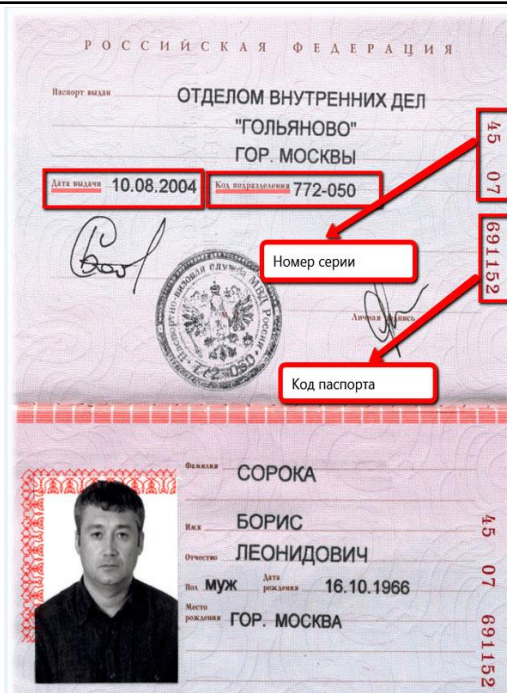 РОССИЙСКАЯ ФЕДЕРАЦИЯ
Паспорт выдан ОТДЕЛОМ ВНУТРЕННИХ ДЕЛ
"ГОЛЬЯНОВО"
ГОР. МОСКВЫ
Дата выдачи 10.08.2004 Код подразделения 772-050
45 07 691152
Номер серии
Личная подпись
Код паспорта
Фамилия СОРОКА
Имя БОРИС
Отчество ЛЕОНИДОВИЧ
Пол МУЖ Дата рождения 16.10.1966
Место рождения ГОР. МОСКВА
45 07 691152